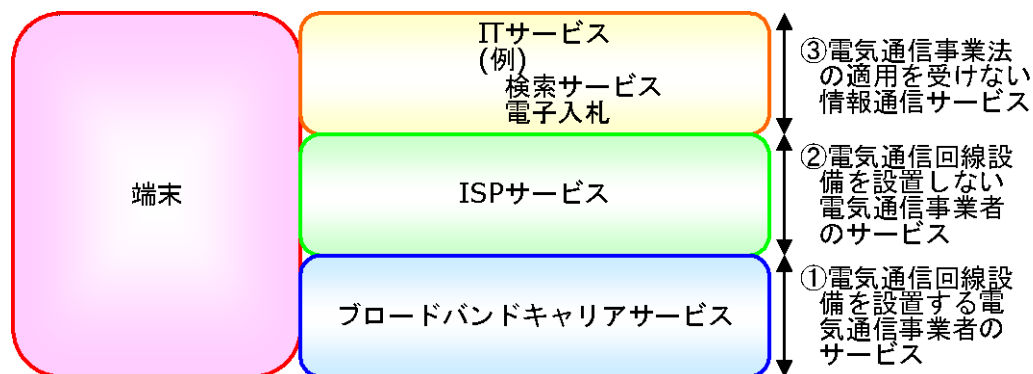 端末
ITサービス
(例)
検索サービス
電子入札
ISPサービス
ブロードバンドキャリアサービス
③電気通信事業法
の適用を受けない
情報通信サービス
②電気通信回線設
備を設置しない
電気通信事業者
のサービス
①電気通信回線設
備を設置する電
気通信事業者の
サービス